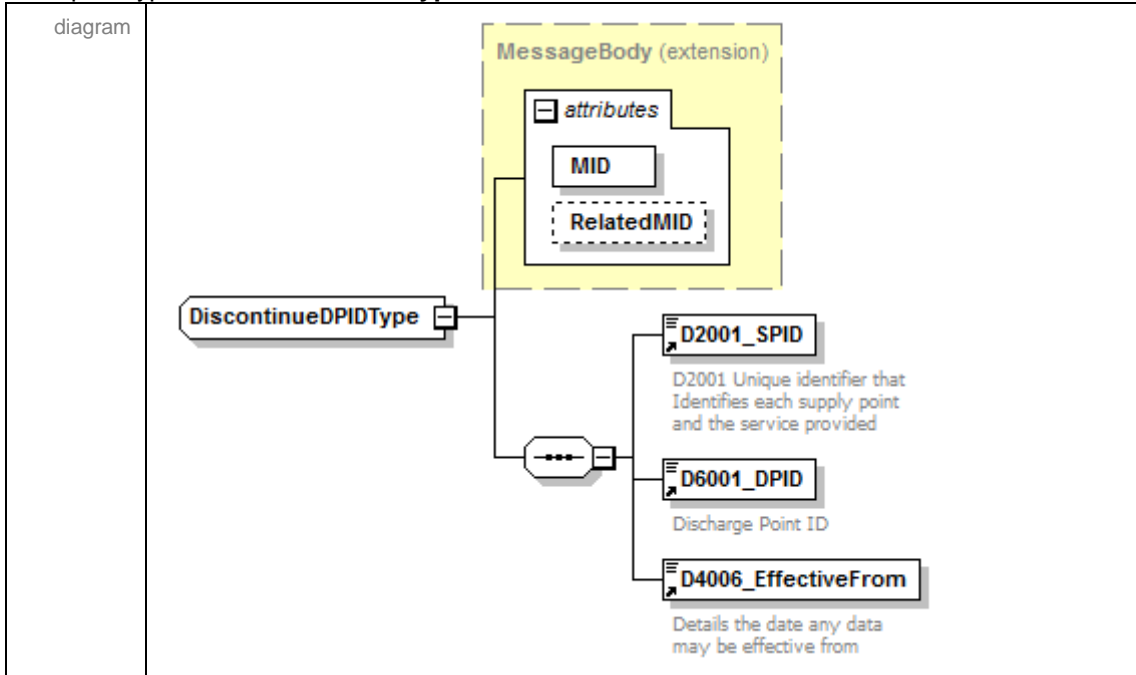 diagram
MessageBody (extension)
attributes
MID
RelatedMID
DiscontinueDPIDType
D2001_SPID
D2001 Unique identifier that
Identifies each supply point
and the service provided
D6001_DPID
Discharge Point ID
D4006_EffectiveFrom
Details the date any data
may be effective from